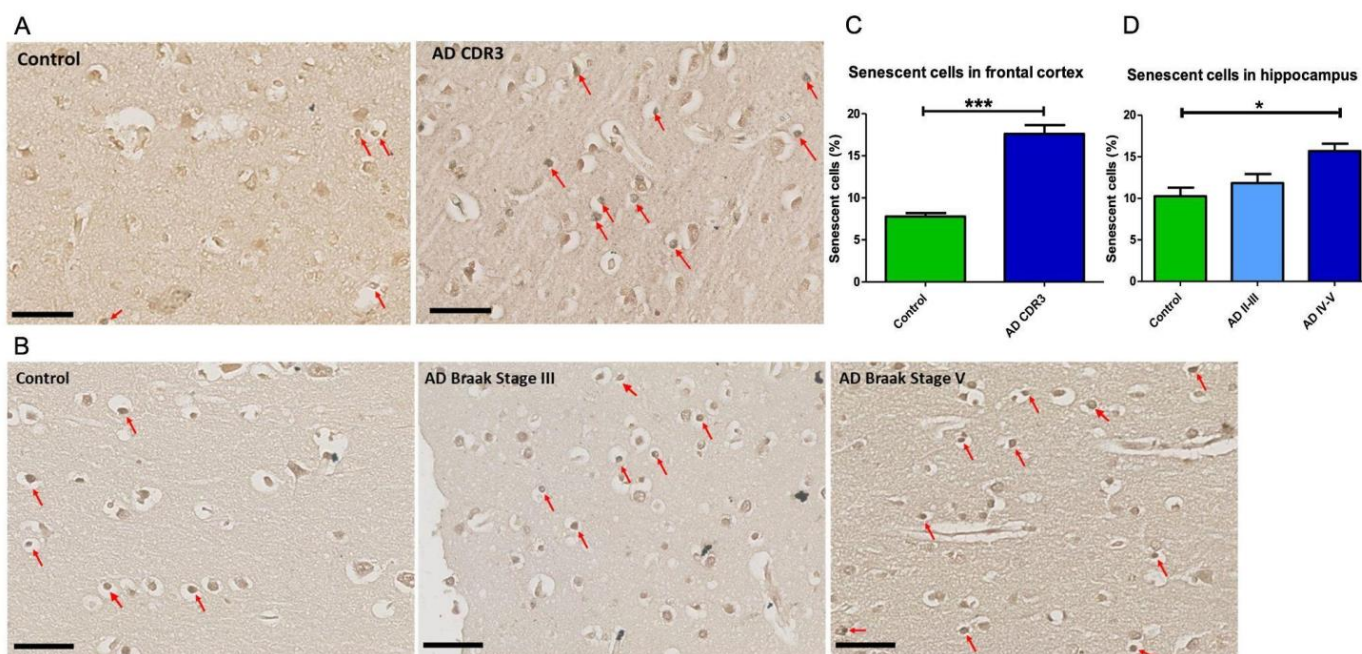 A
Control
AD CDR3
C
Senescent cells in frontal cortex
***
Senescent cells (%)
20
15
10
5
0
Control
AD CDR3
D
Senescent cells in hippocampus
*
Senescent cells (%)
20
15
10
5
0
Control
AD II-III
AD IV-V
B
Control
AD Braak Stage III
AD Braak Stage V